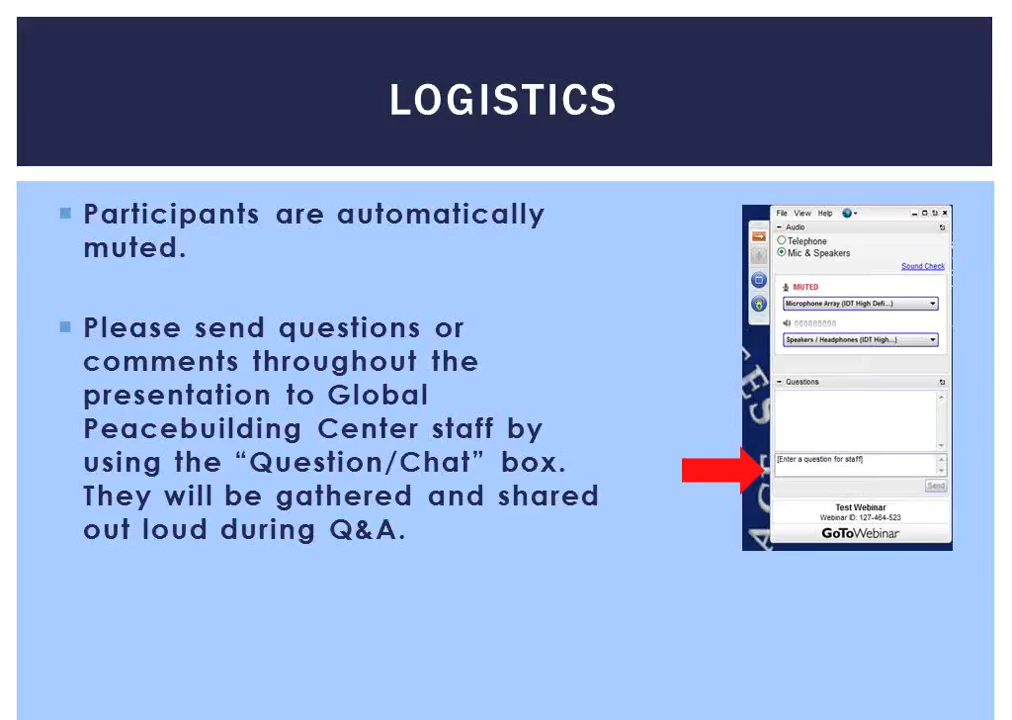 LOGISTICS
Participants are automatically
muted.
Please send questions or
comments throughout the
presentation to Global
Peacebuilding Center staff by
using the “Question/Chat” box.
They will be gathered and shared
out loud during Q&A.
File View Help
Audio
Telephone
Mic & Speakers
Sound Check
MUTED
Microphone Array (IDT High Defi...)
Speakers / Headphones (IDT High...)
Questions
[Enter a question for staff]
Send
Test Webinar
Webinar ID: 127-464-523
GoToWebinar